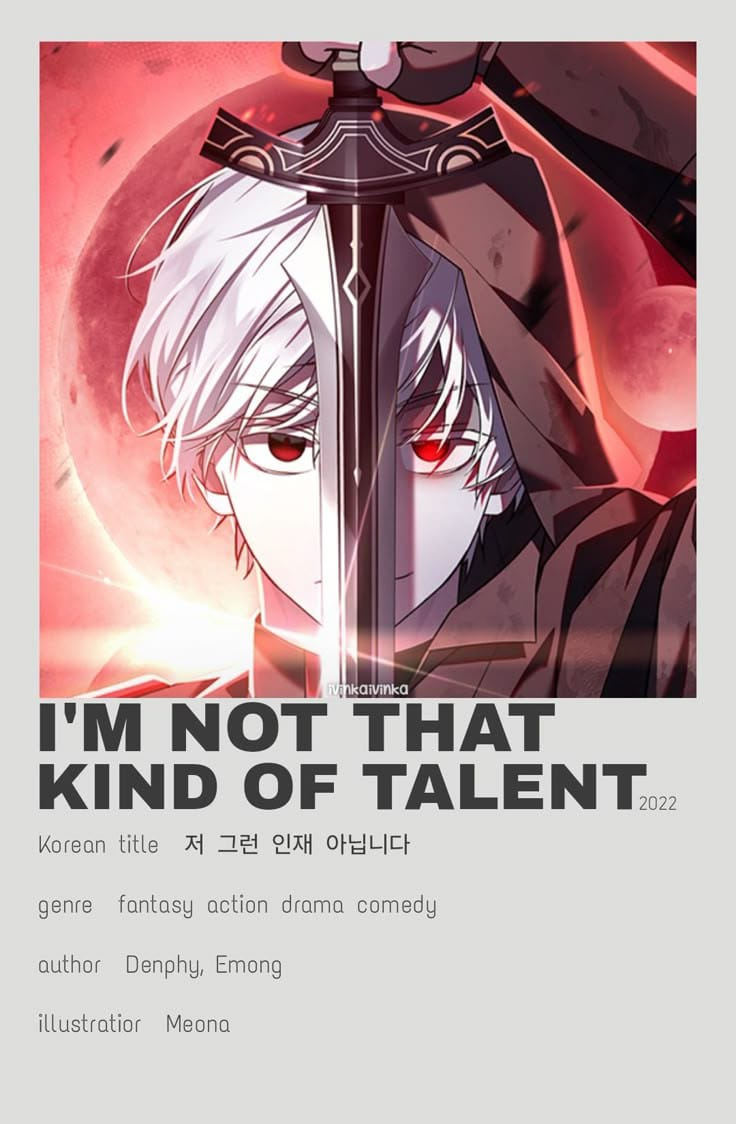 ivinkaivinka
I'M NOT THAT
KIND OF TALENT 2022
Korean title 저 그런 인재 아닙니다
genre fantasy action drama comedy
author Denphy, Emong
illustratior Meona